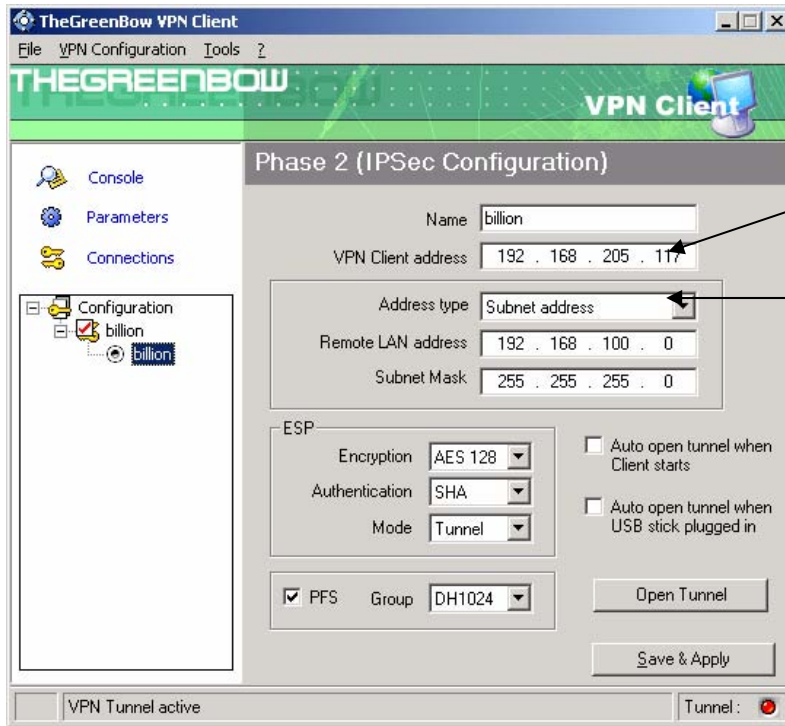 TheGreenBow VPN Client
File VPN Configuration Tools ?
THEGREENBOW
VPN Client
Console
Parameters
Connections
Configuration
billion
billion
Phase 2 (IPSec Configuration)
Name billion
VPN Client address 192 . 168 . 205 . 117
Address type Subnet address
Remote LAN address 192 . 168 . 100 . 0
Subnet Mask 255 . 255 . 255 . 0
ESP
Encryption AES 128
Authentication SHA
Mode Tunnel
Auto open tunnel when
Client starts
Auto open tunnel when
USB stick plugged in
PFS Group DH1024
Open Tunnel
Save & Apply
VPN Tunnel active
Tunnel :